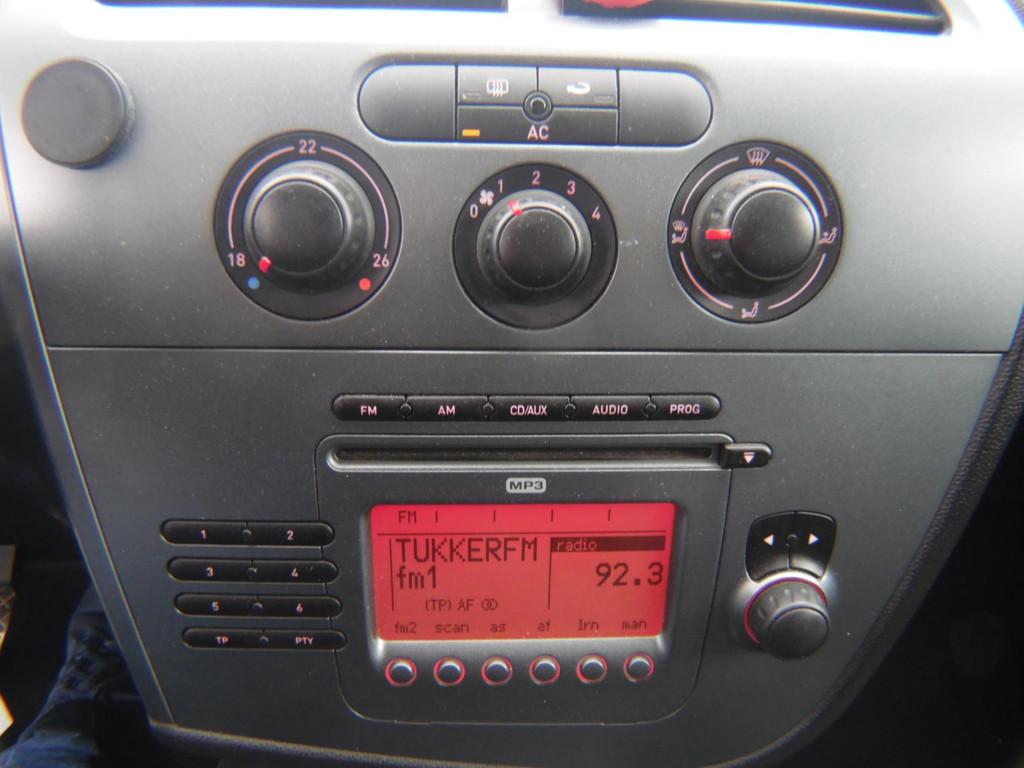 AC
22
18
26
0 1 2 3 4
FM AM CD/AUX AUDIO PROG
MP3
1 2
3 4
5 6
TP PTY
FM
TUKKERFM radio
fm1 92.3
(TP) AF
fm2 scan as af lrn man